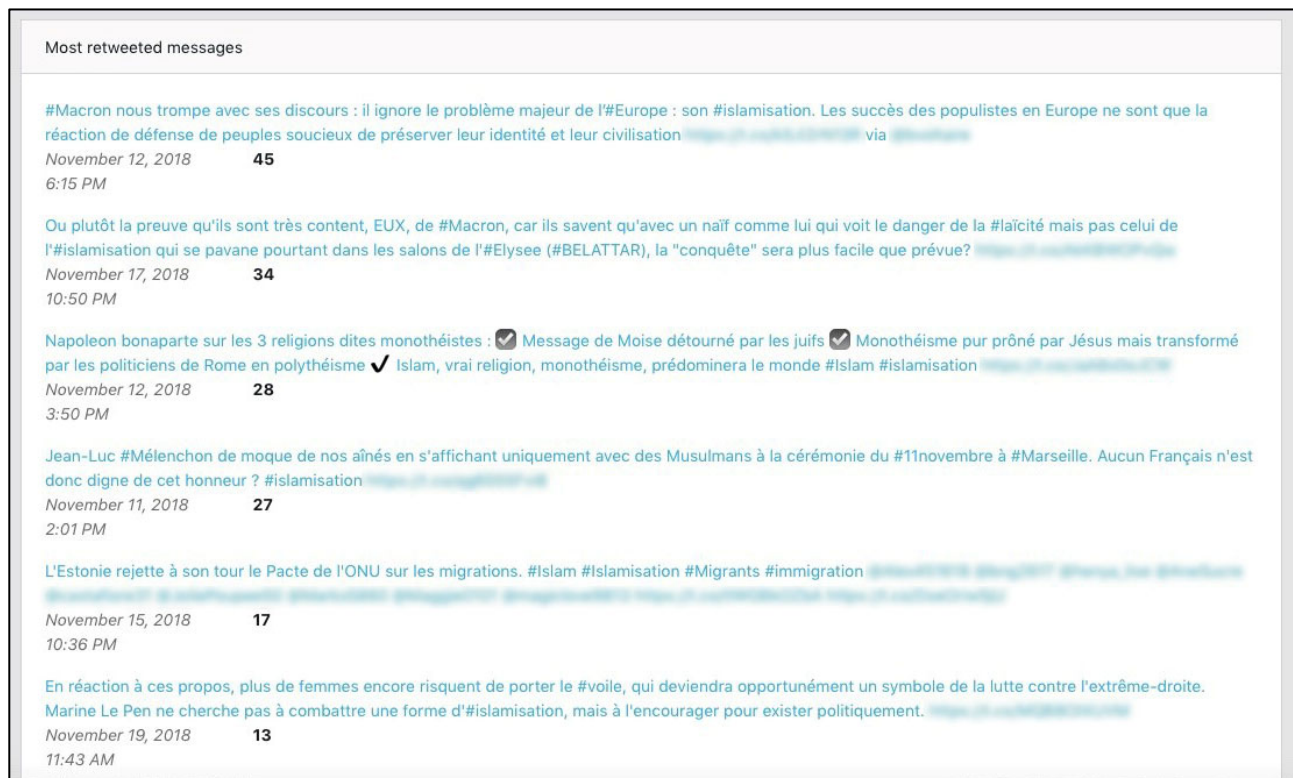 Most retweeted messages
#Macron nous trompe avec ses discours : il ignore le problème majeur de l'#Europe : son #islamisation. Les succès des populistes en Europe ne sont que la
réaction de défense de peuples soucieux de préserver leur identité et leur civilisation via
November 12, 2018 45
6:15 PM
Ou plutôt la preuve qu'ils sont très content, EUX, de #Macron, car ils savent qu'avec un naïf comme lui qui voit le danger de la #laïcité mais pas celui de
l'#islamisation qui se pavane pourtant dans les salons de l'#Elysee (#BELATTAR), la "conquête" sera plus facile que prévue?
November 17, 2018 34
10:50 PM
Napoleon bonaparte sur les 3 religions dites monothéistes : ☑ Message de Moise détourné par les juifs ☑ Monothéisme pur prôné par Jésus mais transformé
par les politiciens de Rome en polythéisme ✔ Islam, vrai religion, monothéisme, prédominera le monde #Islam #islamisation
November 12, 2018 28
3:50 PM
Jean-Luc #Mélenchon de moque de nos aînés en s'affichant uniquement avec des Musulmans à la cérémonie du #11novembre à #Marseille. Aucun Français n'est
donc digne de cet honneur ? #islamisation
November 11, 2018 27
2:01 PM
L'Estonie rejette à son tour le Pacte de l'ONU sur les migrations. #Islam #Islamisation #Migrants #immigration
November 15, 2018 17
10:36 PM
En réaction à ces propos, plus de femmes encore risquent de porter le #voile, qui deviendra opportunément un symbole de la lutte contre l'extrême-droite.
Marine Le Pen ne cherche pas à combattre une forme d'#islamisation, mais à l'encourager pour exister politiquement.
November 19, 2018 13
11:43 AM